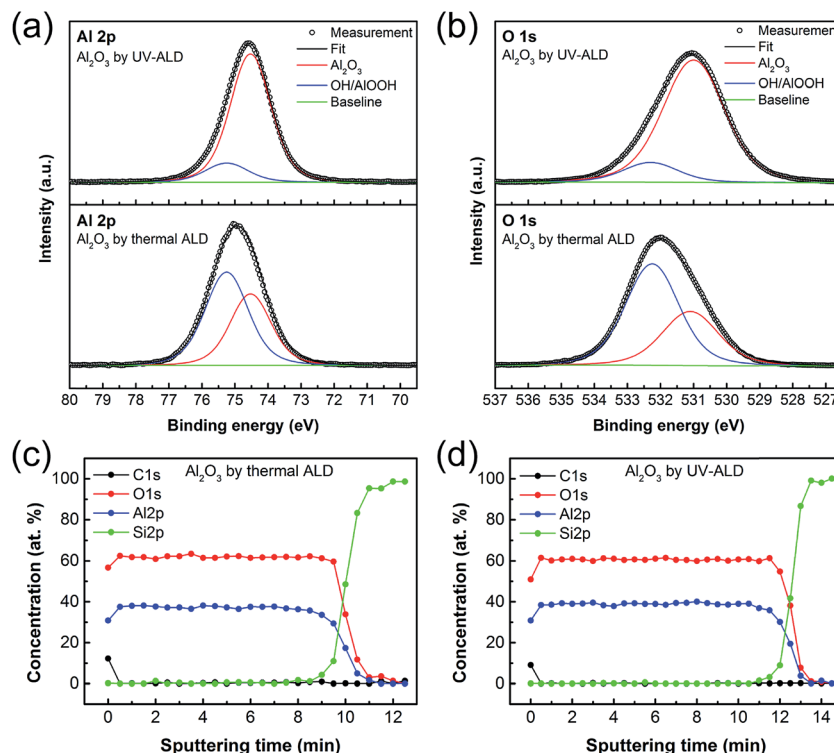 (a)
Al 2p
Al₂O₃ by UV-ALD
Measurement
Fit
Al₂O₃
OH/AlOOH
Baseline
Al 2p
Al₂O₃ by thermal ALD
Intensity (a.u.)
80 79 78 77 76 75 74 73 72 71 70
Binding energy (eV)
(b)
O 1s
Al₂O₃ by UV-ALD
Measurement
Fit
Al₂O₃
OH/AlOOH
Baseline
O 1s
Al₂O₃ by thermal ALD
Intensity (a.u.)
537 536 535 534 533 532 531 530 529 528 527
Binding energy (eV)
(c)
Al₂O₃ by thermal ALD
C1s
O1s
Al2p
Si2p
Concentration (at. %)
100
80
60
40
20
0
0 2 4 6 8 10 12
Sputtering time (min)
(d)
Al₂O₃ by UV-ALD
C1s
O1s
Al2p
Si2p
Concentration (at. %)
100
80
60
40
20
0
0 2 4 6 8 10 12 14
Sputtering time (min)